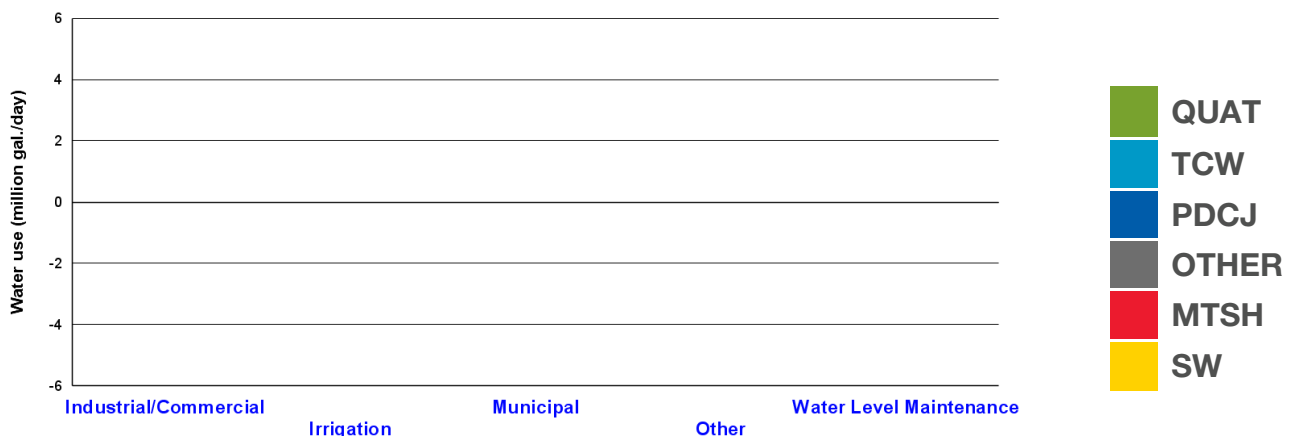 6
4
2
0
-2
-4
-6
Water use (million gal./day)
Industrial/Commercial
Irrigation
Municipal
Other
Water Level Maintenance
QUAT
TCW
PDCJ
OTHER
MTSH
SW